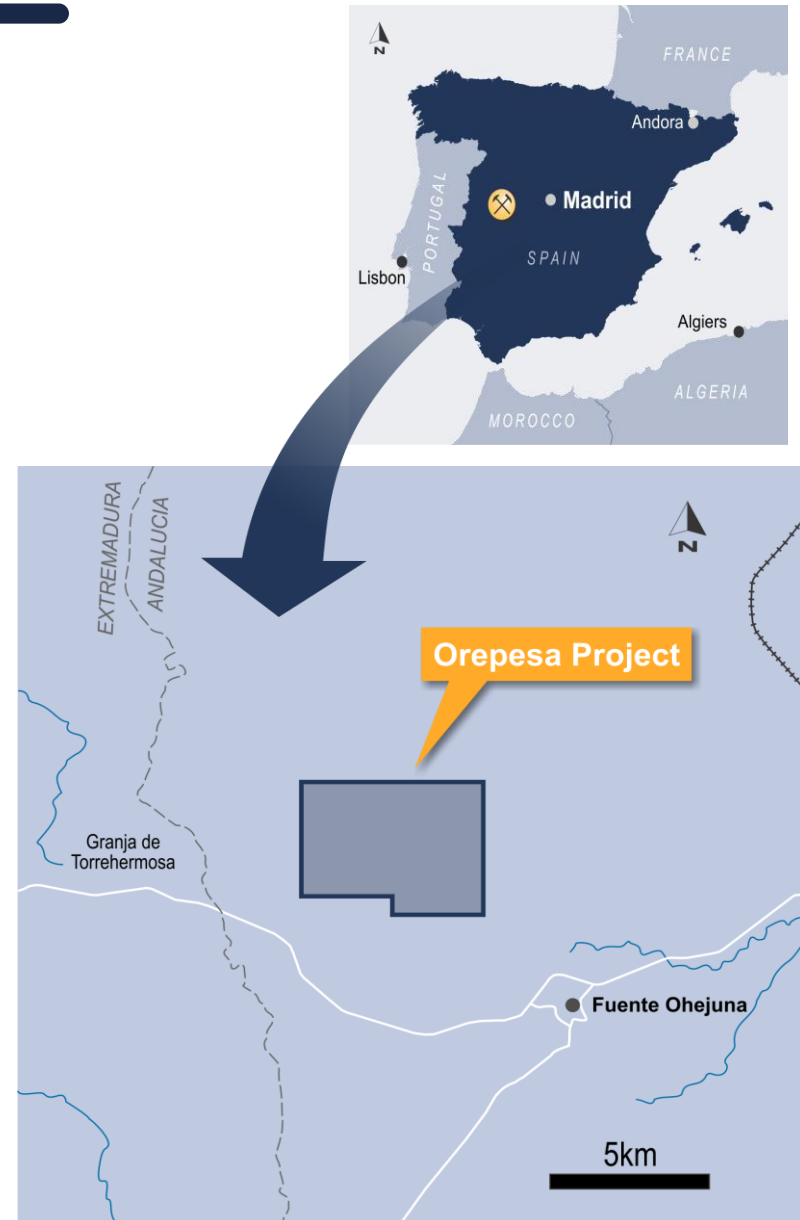 N
FRANCE
Andora
PORTUGAL
Madrid
SPAIN
Lisbon
Algiers
ALGERIA
MOROCCO
EXTREMADURA
ANDALUCIA
N
Orepesa Project
Granja de
Torrehermosa
Fuente Ohejuna
5km